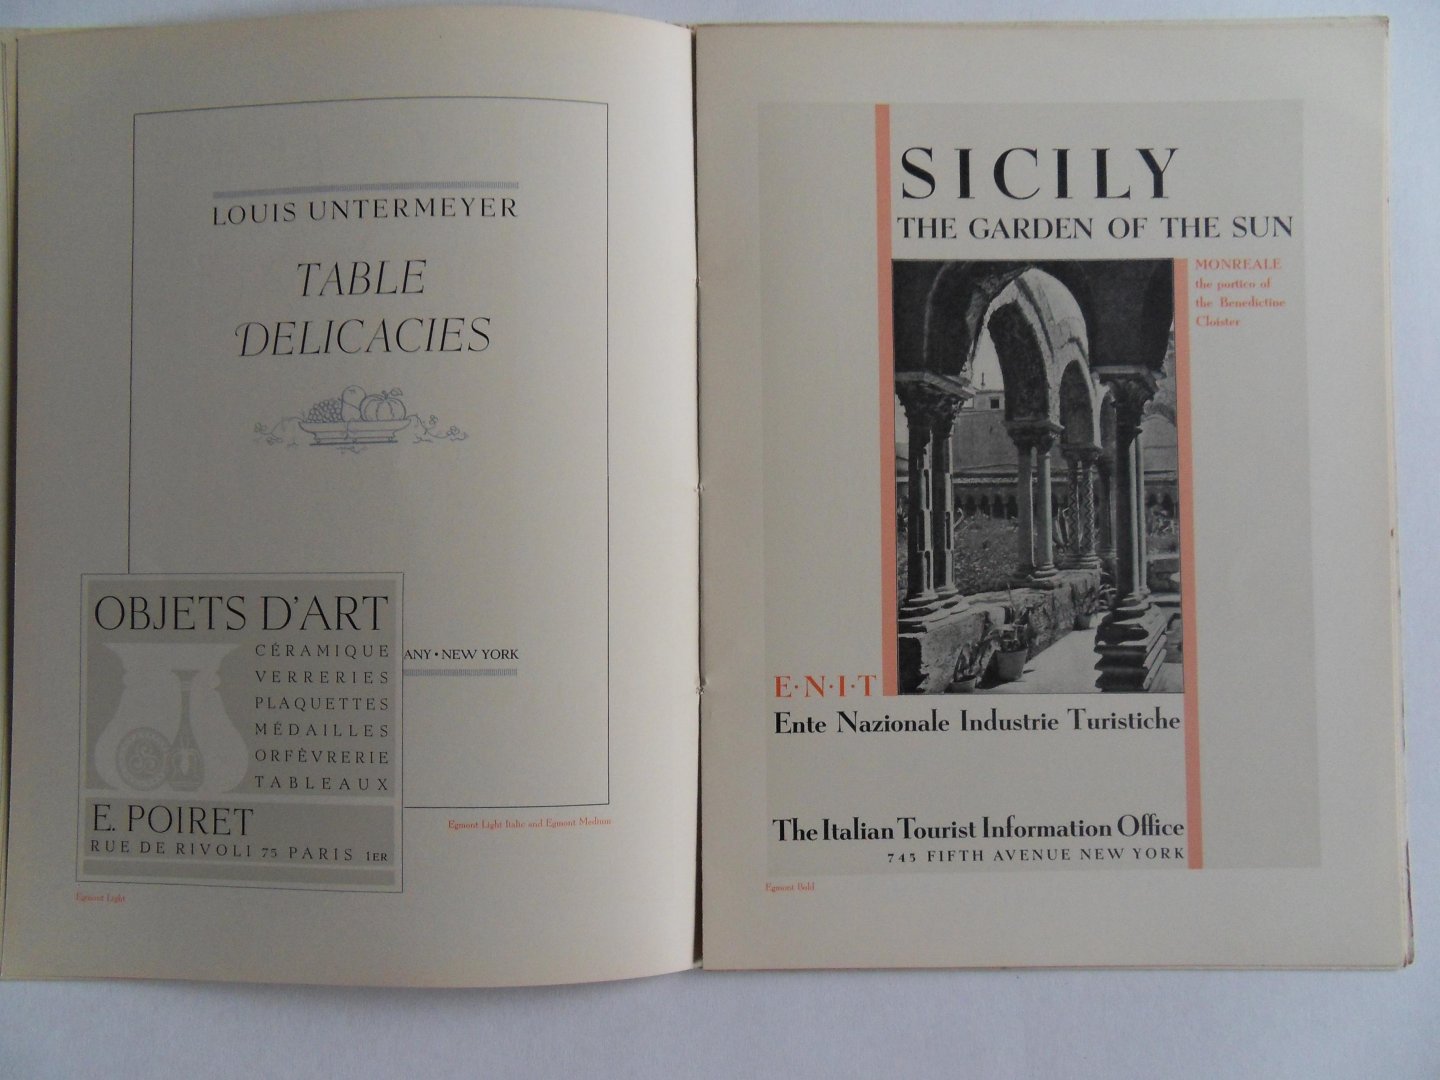 LOUIS UNTERMEYER
TABLE
DELICACIES
ANY • NEW YORK
OBJETS D'ART
CÉRAMIQUE
VERRERIES
PLAQUETTES
MÉDAILLES
ORFÈVRERIE
TABLEAUX
E. POIRET
RUE DE RIVOLI 75 PARIS 1ER
Egmont Light Italic and Egmont Medium
Egmont Light
SICILY
THE GARDEN OF THE SUN
MONREALE
the portico of
the Benedictine
Cloister
E·N·I·T
Ente Nazionale Industrie Turistiche
The Italian Tourist Information Office
745 FIFTH AVENUE NEW YORK
Egmont Bold